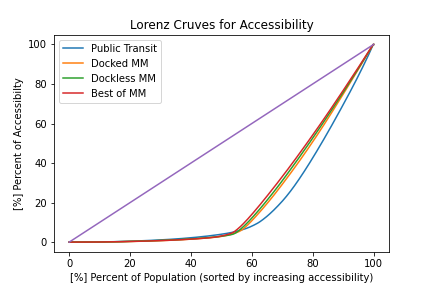 Lorenz Cruves for Accessibility
100
80
60
40
20
0
[%] Percent of Accessibilty
Public Transit
Docked MM
Dockless MM
Best of MM
0 20 40 60 80 100
[%] Percent of Population (sorted by increasing accessibility)